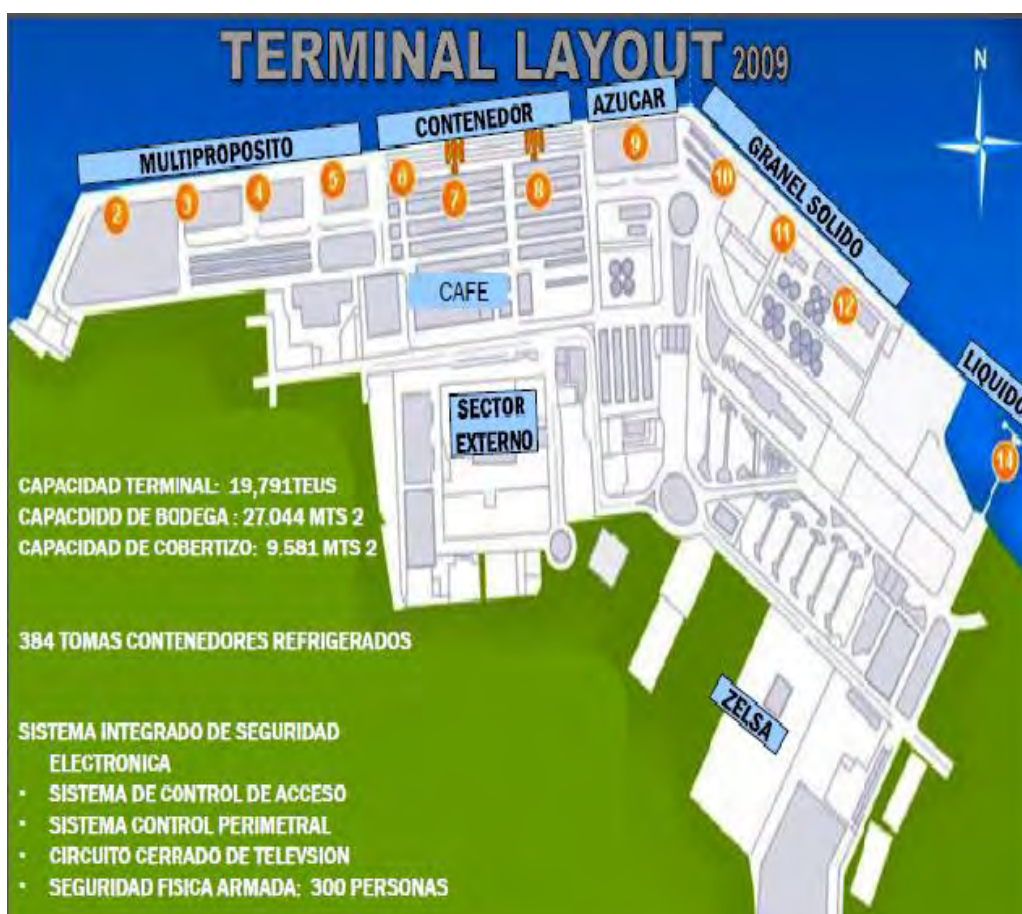 TERMINAL LAYOUT 2009
N
MULTIPROPOSITO
CONTENEDOR
AZUCAR
GRANEL SOLIDO
LIQUIDO
2
3
4
5
6
7
8
9
10
11
12
14
CAFE
SECTOR
EXTERNO
ZELSA
CAPACIDAD TERMINAL: 19,791TEUS
CAPACDIDD DE BODEGA : 27.044 MTS 2
CAPACIDAD DE COBERTIZO: 9.581 MTS 2
384 TOMAS CONTENEDORES REFRIGERADOS
SISTEMA INTEGRADO DE SEGURIDAD
ELECTRONICA
• SISTEMA DE CONTROL DE ACCESO
• SISTEMA CONTROL PERIMETRAL
• CIRCUITO CERRADO DE TELEVSION
• SEGURIDAD FISICA ARMADA: 300 PERSONAS